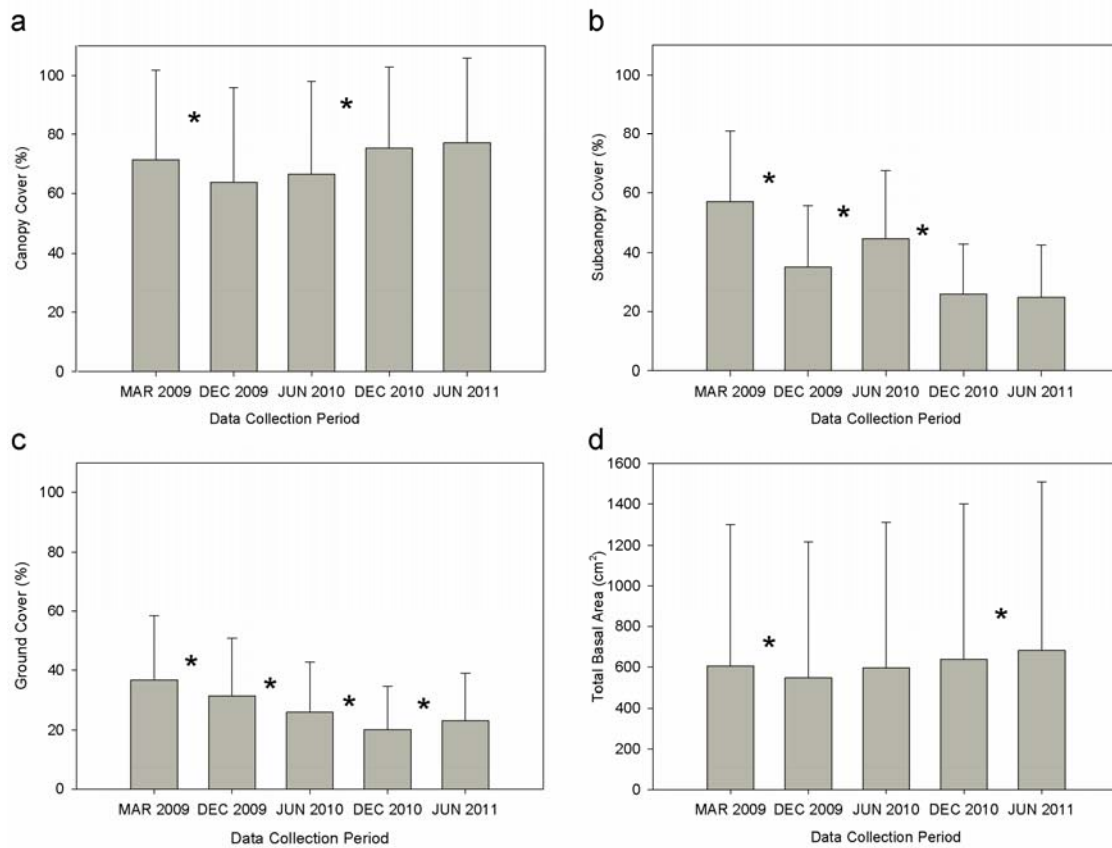 a
Canopy Cover (%)
100
80
60
40
20
0
*
*
MAR 2009 DEC 2009 JUN 2010 DEC 2010 JUN 2011
Data Collection Period
b
Subcanopy Cover (%)
100
80
60
40
20
0
*
*
*
MAR 2009 DEC 2009 JUN 2010 DEC 2010 JUN 2011
Data Collection Period
c
Ground Cover (%)
100
80
60
40
20
0
*
*
*
*
MAR 2009 DEC 2009 JUN 2010 DEC 2010 JUN 2011
Data Collection Period
d
Total Basal Area (cm²)
1600
1400
1200
1000
800
600
400
200
0
*
*
MAR 2009 DEC 2009 JUN 2010 DEC 2010 JUN 2011
Data Collection Period